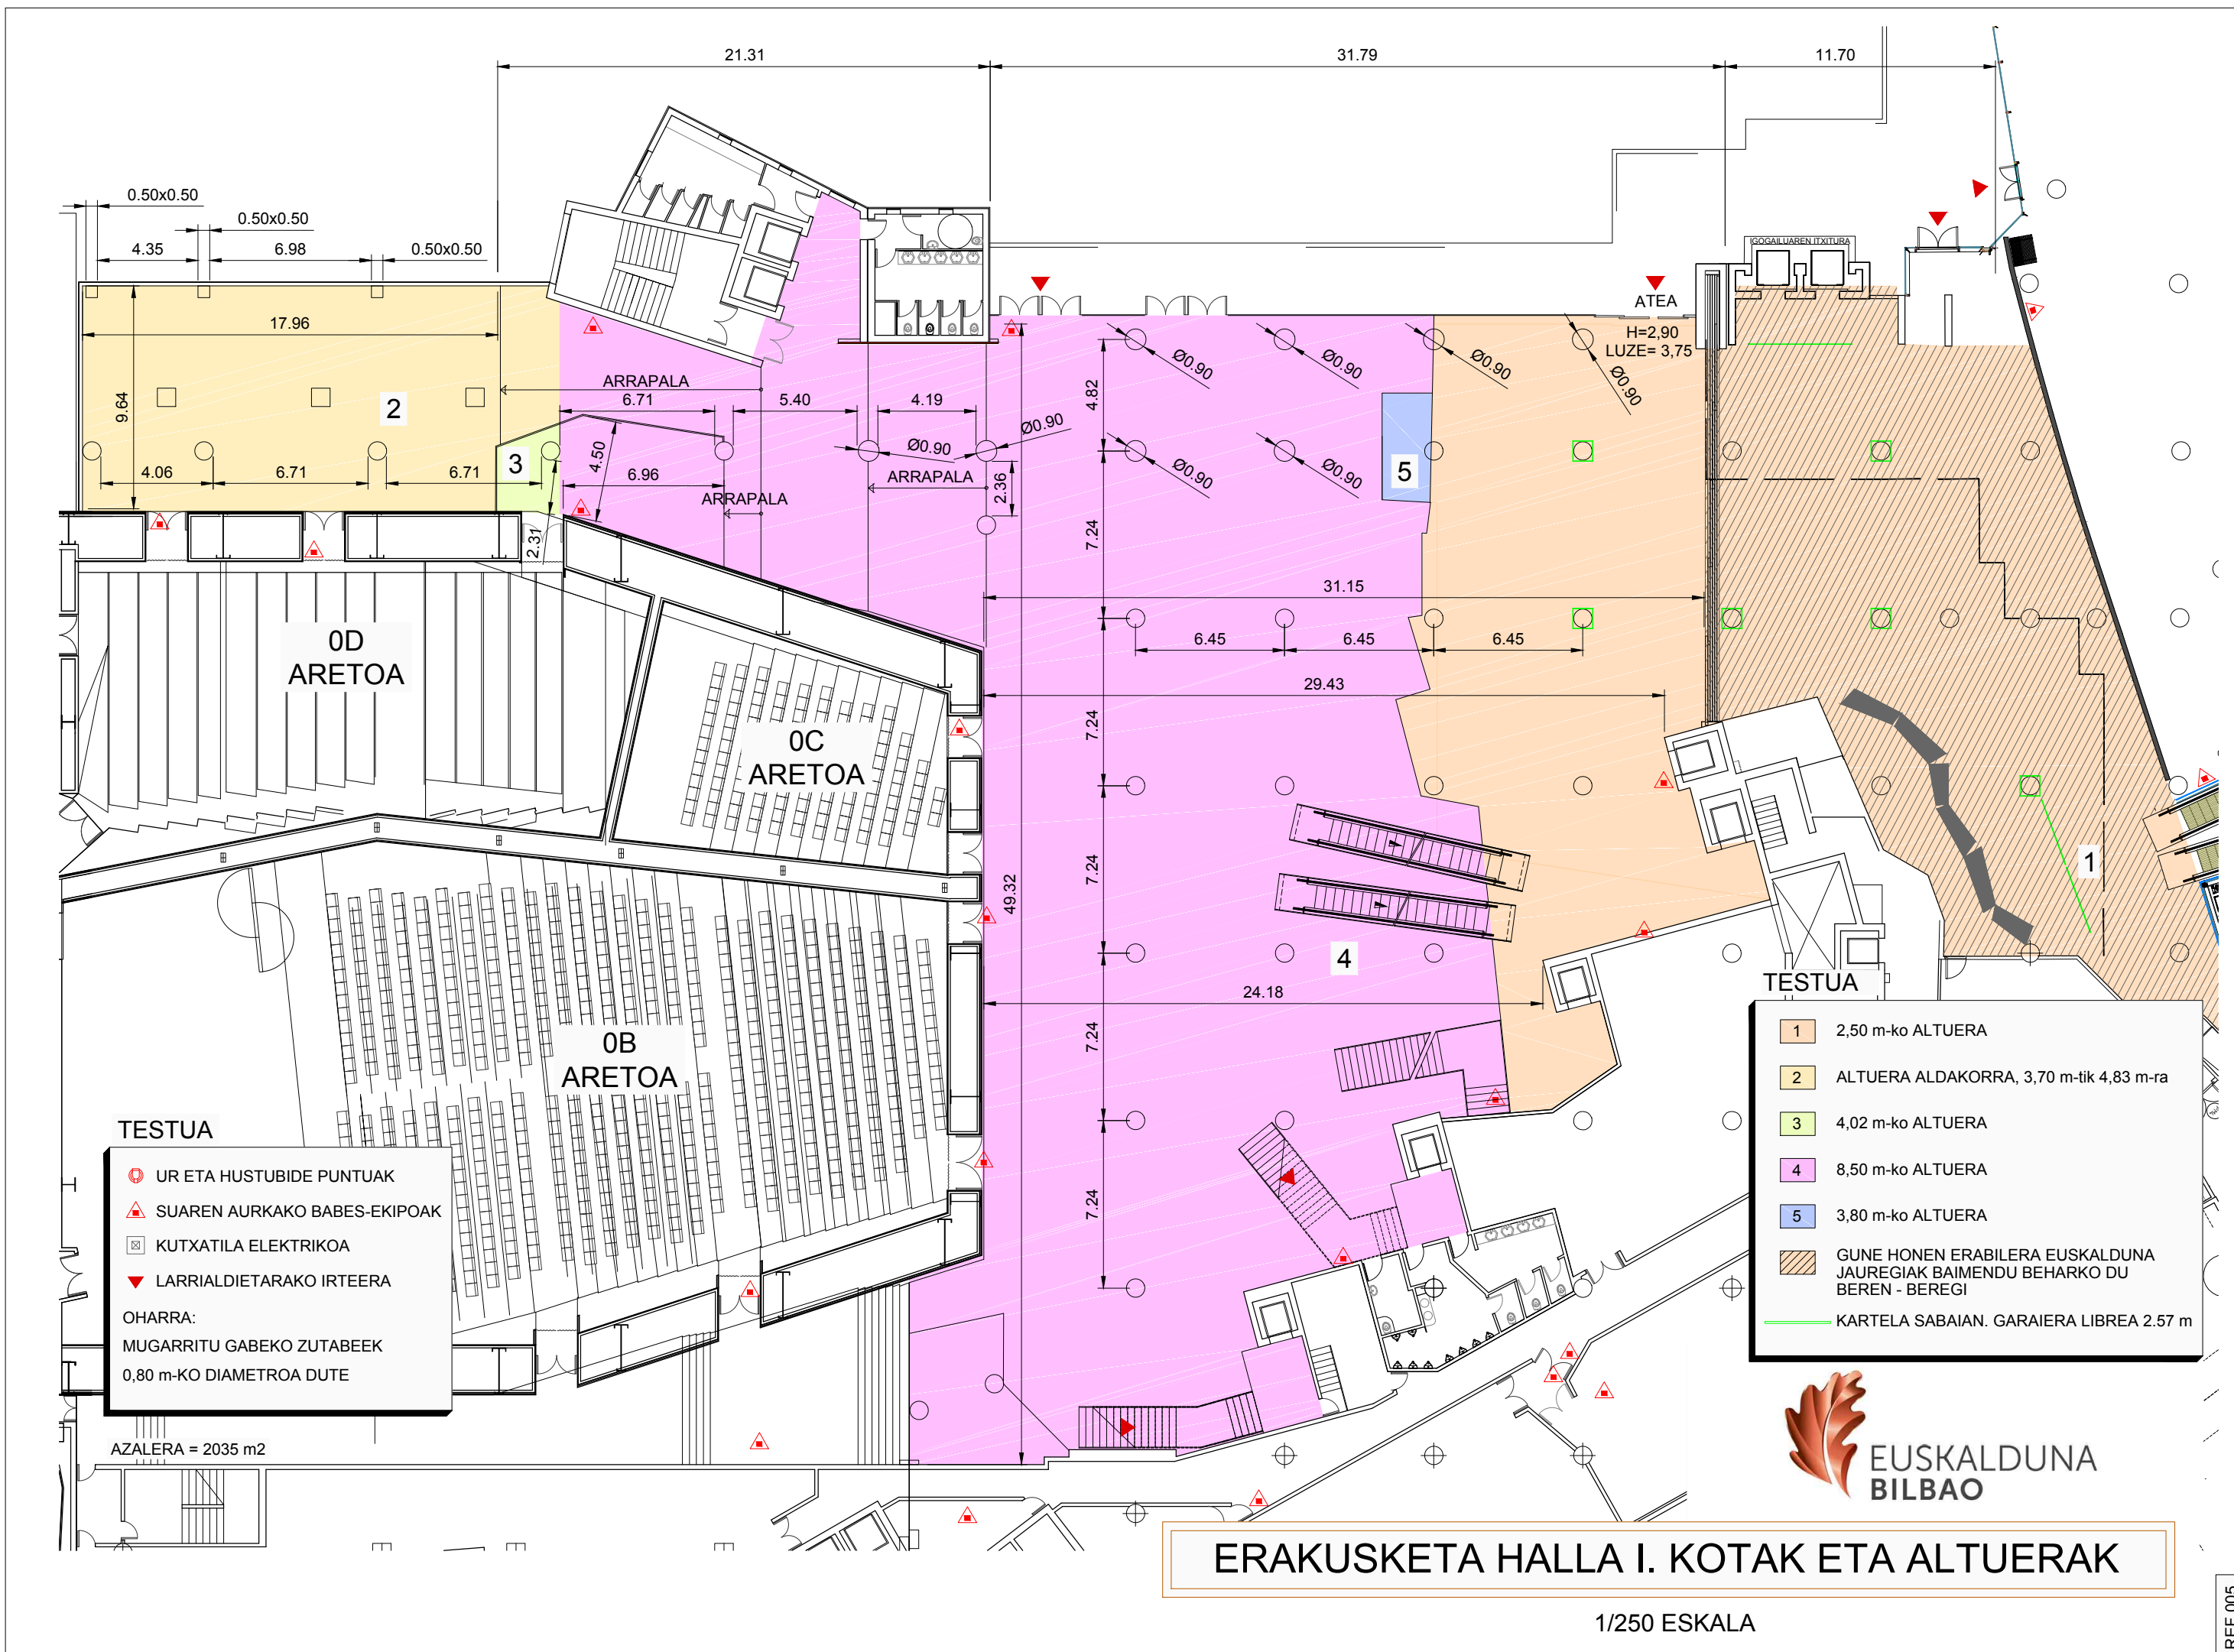 21.31
31.79
11.70
0.50x0.50
0.50x0.50
0.50x0.50
4.35
6.98
IGOGAILUAREN ITXITURA
ATEA
H=2,90
LUZE= 3,75
17.96
9.64
2
ARRAPALA
6.71
5.40
4.19
Ø0.90
Ø0.90
Ø0.90
Ø0.90
Ø0.90
Ø0.90
Ø0.90
Ø0.90
4.82
3
4.50
6.96
4.06
6.71
6.71
ARRAPALA
ARRAPALA
2.36
2.31
5
7.24
31.15
6.45
6.45
6.45
29.43
0D
ARETOA
0C
ARETOA
7.24
7.24
49.32
1
4
24.18
0B
ARETOA
7.24
7.24
TESTUA
UR ETA HUSTUBIDE PUNTUAK
SUAREN AURKAKO BABES-EKIPOAK
KUTXATILA ELEKTRIKOA
LARRIALDIETARAKO IRTEERA
OHARRA:
MUGARRITU GABEKO ZUTABEEK
0,80 m-KO DIAMETROA DUTE
AZALERA = 2035 m2
TESTUA
1 2,50 m-ko ALTUERA
2 ALTUERA ALDAKORRA, 3,70 m-tik 4,83 m-ra
3 4,02 m-ko ALTUERA
4 8,50 m-ko ALTUERA
5 3,80 m-ko ALTUERA
GUNE HONEN ERABILERA EUSKALDUNA
JAUREGIAK BAIMENDU BEHARKO DU
BEREN - BEREGI
KARTELA SABAIAN. GARAIERA LIBREA 2.57 m
EUSKALDUNA
BILBAO
ERAKUSKETA HALLA I. KOTAK ETA ALTUERAK
1/250 ESKALA
REF.005